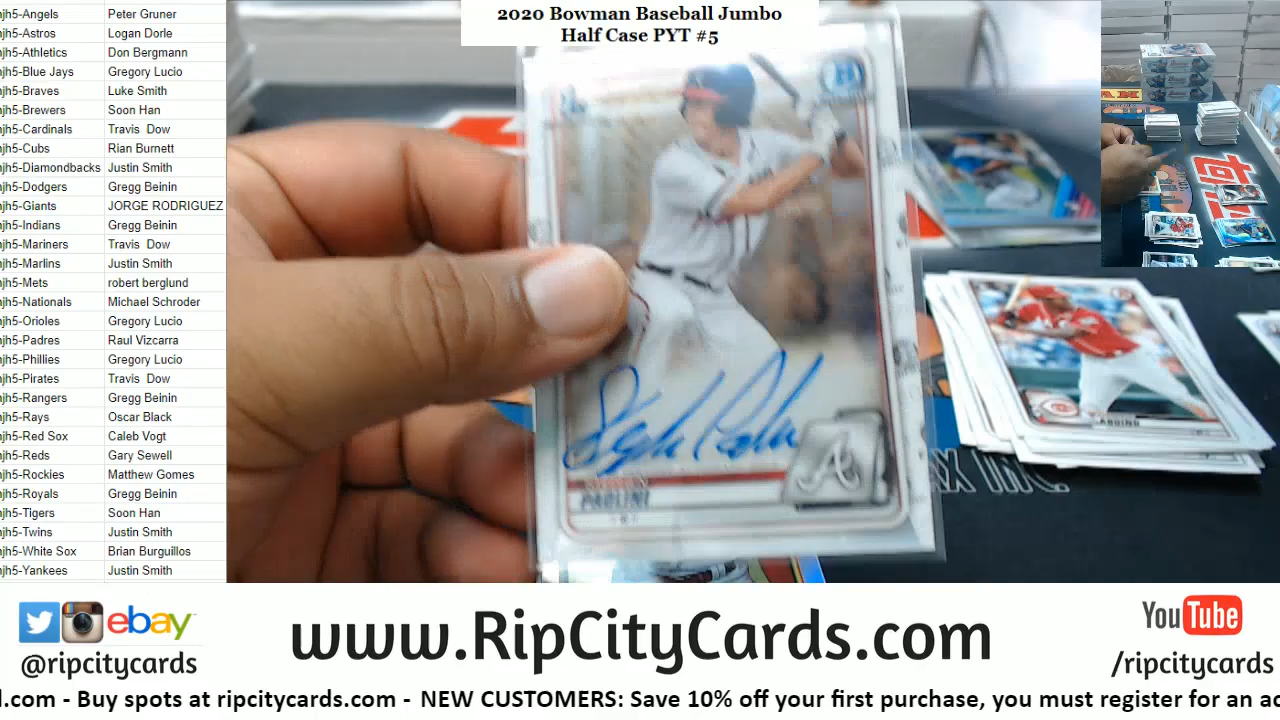 2020 Bowman Baseball Jumbo
Half Case PYT #5
jh5-Angels Peter Gruner
jh5-Astros Logan Dorle
jh5-Athletics Don Bergmann
jh5-Blue Jays Gregory Lucio
jh5-Braves Luke Smith
jh5-Brewers Soon Han
jh5-Cardinals Travis Dow
jh5-Cubs Rian Burnett
jh5-Diamondbacks Justin Smith
jh5-Dodgers Gregg Beinin
jh5-Giants JORGE RODRIGUEZ
jh5-Indians Gregg Beinin
jh5-Mariners Travis Dow
jh5-Marlins Justin Smith
jh5-Mets robert berglund
jh5-Nationals Michael Schroder
jh5-Orioles Gregory Lucio
jh5-Padres Raul Vizcarra
jh5-Phillies Gregory Lucio
jh5-Pirates Travis Dow
jh5-Rangers Gregg Beinin
jh5-Rays Oscar Black
jh5-Red Sox Caleb Vogt
jh5-Reds Gary Sewell
jh5-Rockies Matthew Gomes
jh5-Royals Gregg Beinin
jh5-Tigers Soon Han
jh5-Twins Justin Smith
jh5-White Sox Brian Burguillos
jh5-Yankees Justin Smith
PAOLINI
ebay
@ripcitycards
www.RipCityCards.com
YouTube
/ripcitycards
l.com - Buy spots at ripcitycards.com - NEW CUSTOMERS: Save 10% off your first purchase, you must register for an ac